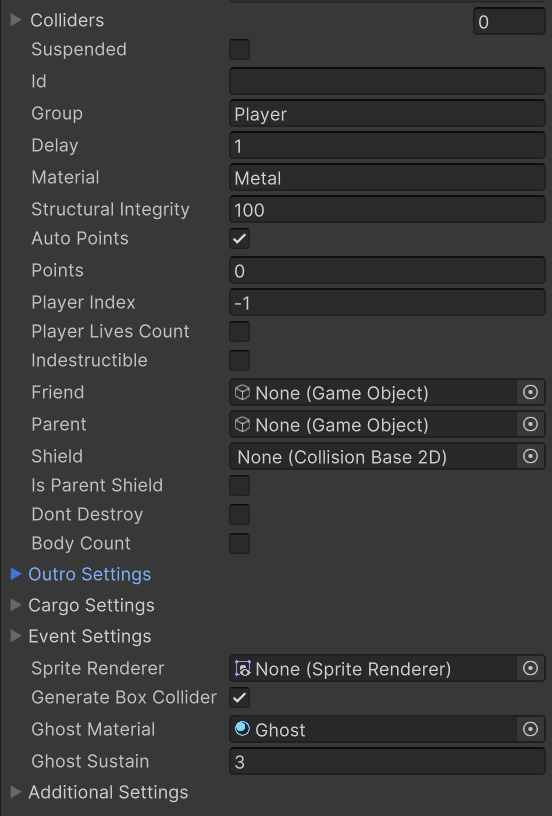 Colliders 0
Suspended
Id
Group Player
Delay 1
Material Metal
Structural Integrity 100
Auto Points
Points 0
Player Index -1
Player Lives Count
Indestructible
Friend None (Game Object)
Parent None (Game Object)
Shield None (Collision Base 2D)
Is Parent Shield
Dont Destroy
Body Count
Outro Settings
Cargo Settings
Event Settings
Sprite Renderer None (Sprite Renderer)
Generate Box Collider
Ghost Material Ghost
Ghost Sustain 3
Additional Settings